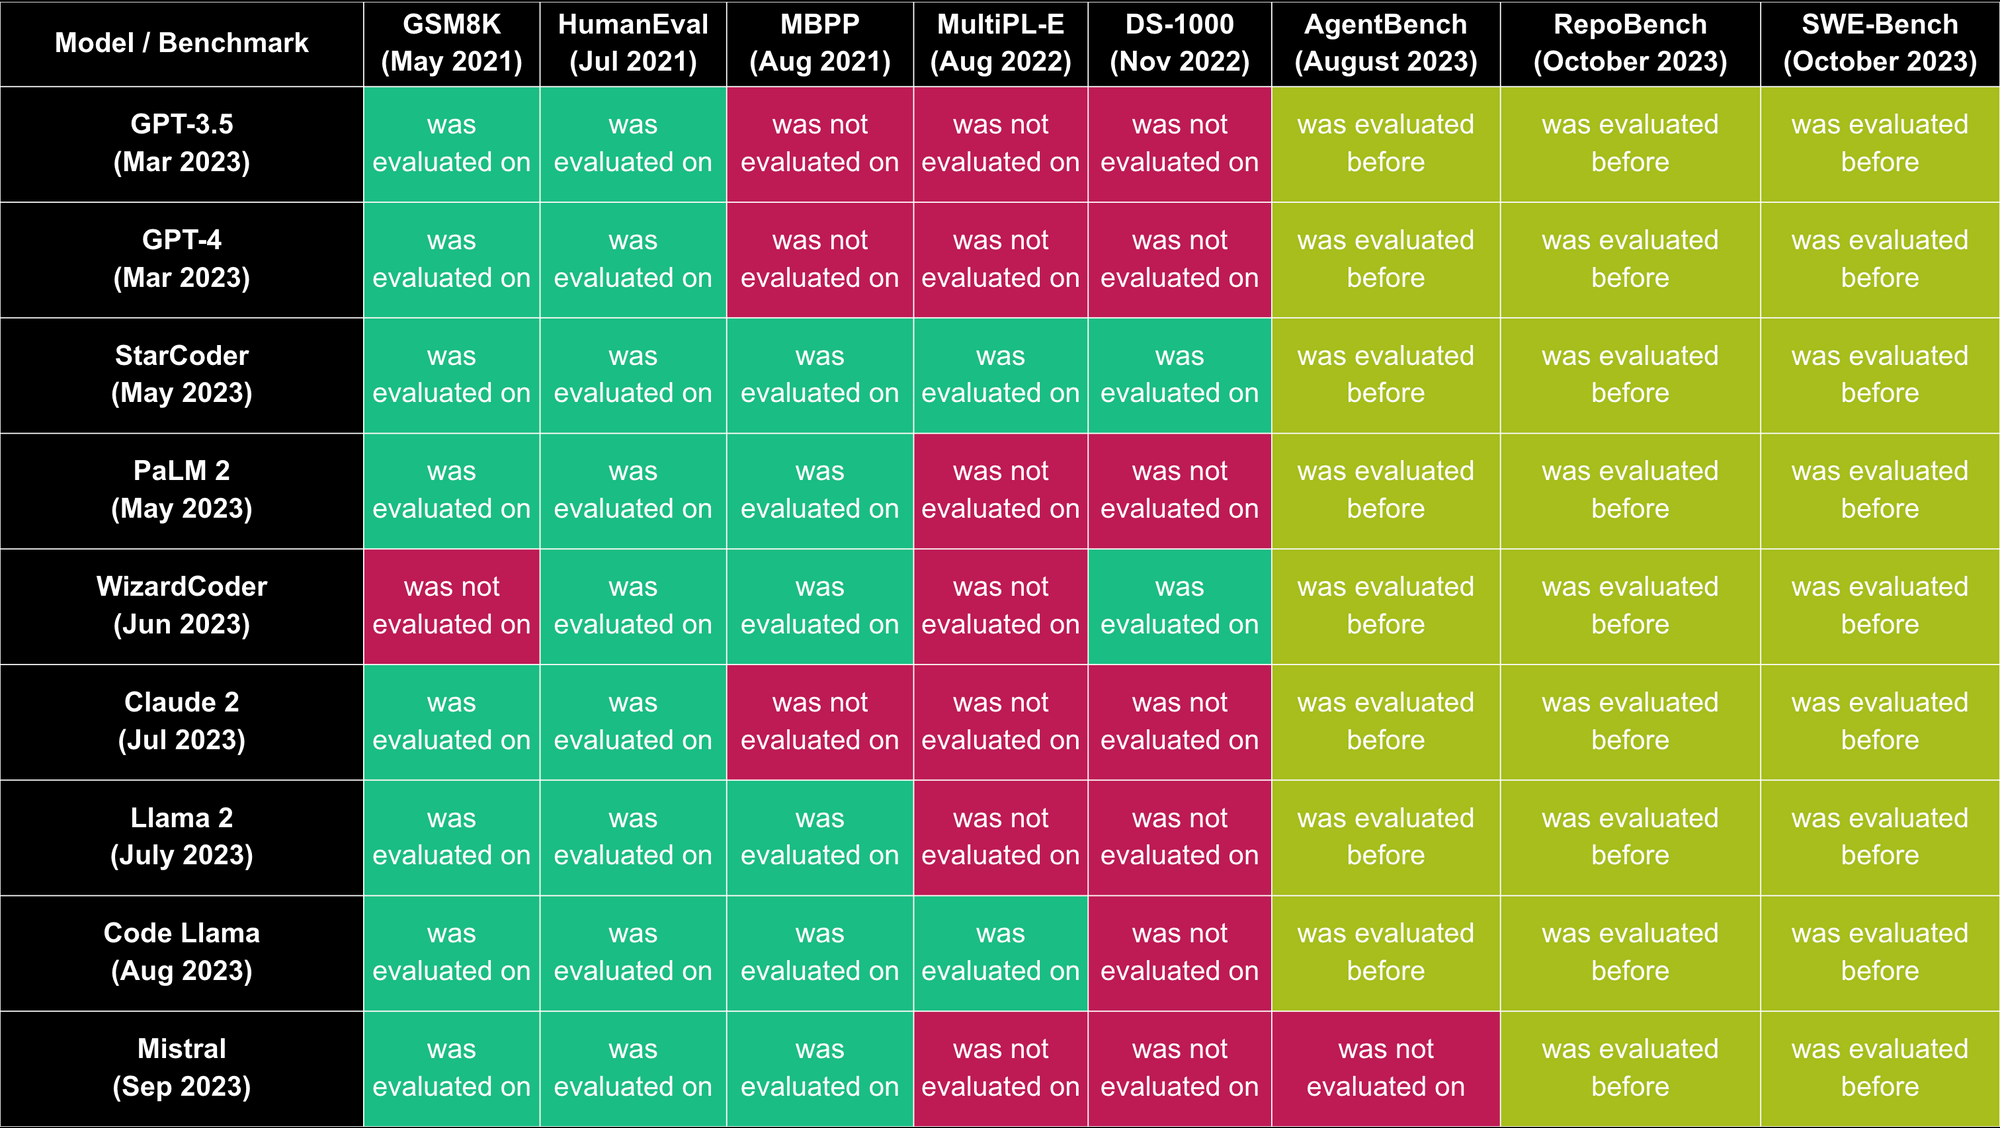 Model / Benchmark
GSM8K
(May 2021)
HumanEval
(Jul 2021)
MBPP
(Aug 2021)
MultiPL-E
(Aug 2022)
DS-1000
(Nov 2022)
AgentBench
(August 2023)
RepoBench
(October 2023)
SWE-Bench
(October 2023)
GPT-3.5
(Mar 2023)
was
evaluated on
was
evaluated on
was not
evaluated on
was not
evaluated on
was not
evaluated on
was evaluated
before
was evaluated
before
was evaluated
before
GPT-4
(Mar 2023)
was
evaluated on
was
evaluated on
was not
evaluated on
was not
evaluated on
was not
evaluated on
was evaluated
before
was evaluated
before
was evaluated
before
StarCoder
(May 2023)
was
evaluated on
was
evaluated on
was
evaluated on
was
evaluated on
was
evaluated on
was evaluated
before
was evaluated
before
was evaluated
before
PaLM 2
(May 2023)
was
evaluated on
was
evaluated on
was
evaluated on
was not
evaluated on
was not
evaluated on
was evaluated
before
was evaluated
before
was evaluated
before
WizardCoder
(Jun 2023)
was not
evaluated on
was
evaluated on
was
evaluated on
was not
evaluated on
was
evaluated on
was evaluated
before
was evaluated
before
was evaluated
before
Claude 2
(Jul 2023)
was
evaluated on
was
evaluated on
was not
evaluated on
was not
evaluated on
was not
evaluated on
was evaluated
before
was evaluated
before
was evaluated
before
Llama 2
(July 2023)
was
evaluated on
was
evaluated on
was
evaluated on
was not
evaluated on
was not
evaluated on
was evaluated
before
was evaluated
before
was evaluated
before
Code Llama
(Aug 2023)
was
evaluated on
was
evaluated on
was
evaluated on
was
evaluated on
was not
evaluated on
was evaluated
before
was evaluated
before
was evaluated
before
Mistral
(Sep 2023)
was
evaluated on
was
evaluated on
was
evaluated on
was not
evaluated on
was not
evaluated on
was not
evaluated on
was evaluated
before
was evaluated
before